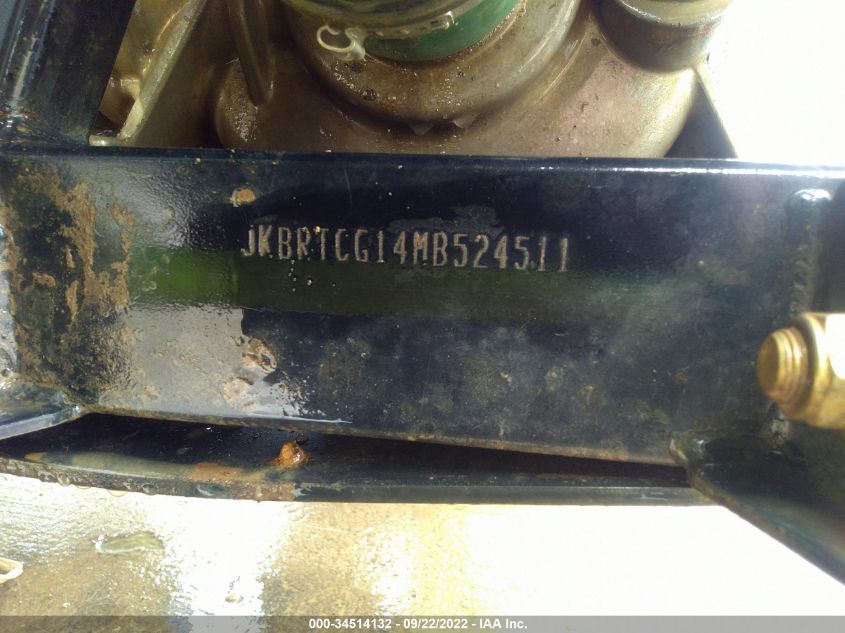 JKBRTCG14MB524511
000-34514132 - 09/22/2022 - IAA Inc.